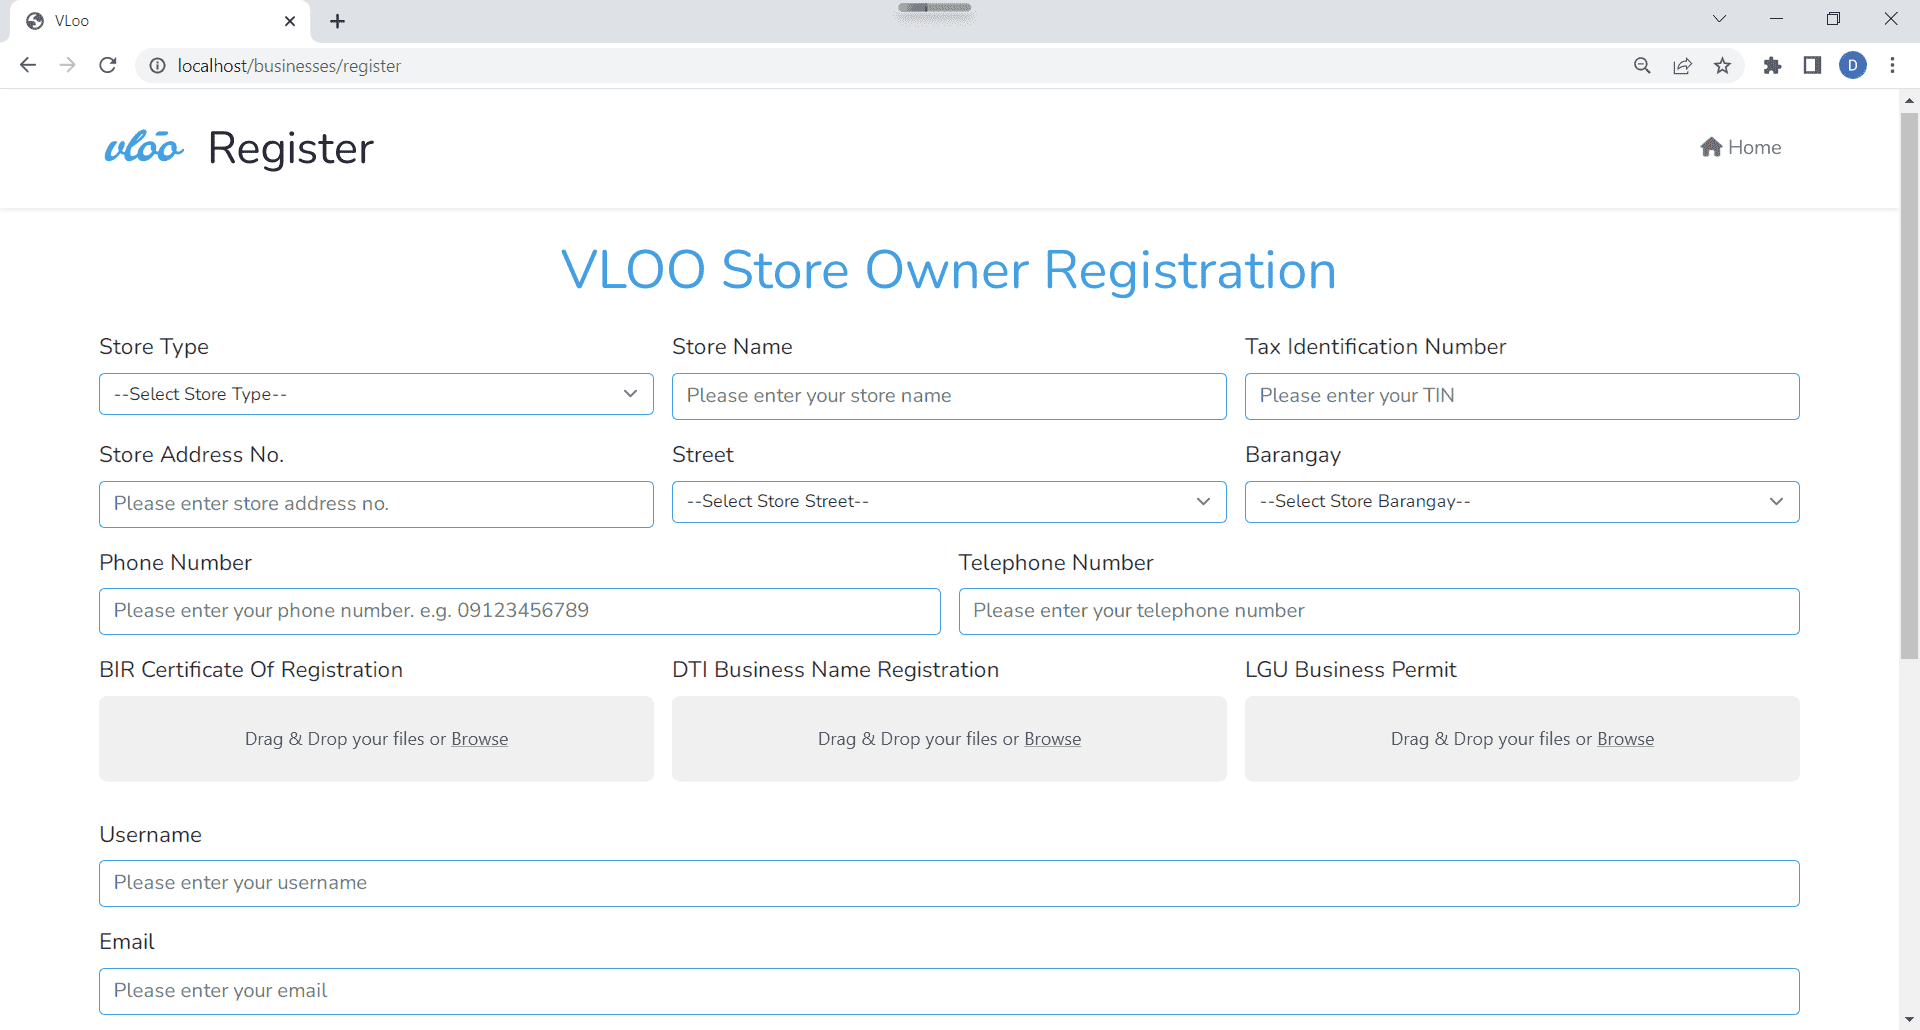 VLoo
localhost/businesses/register
D
vlōo Register
Home
VLOO Store Owner Registration
Store Type Store Name Tax Identification Number
--Select Store Type-- Please enter your store name Please enter your TIN
Store Address No. Street Barangay
Please enter store address no. --Select Store Street-- --Select Store Barangay--
Phone Number Telephone Number
Please enter your phone number. e.g. 09123456789 Please enter your telephone number
BIR Certificate Of Registration DTI Business Name Registration LGU Business Permit
Drag & Drop your files or Browse Drag & Drop your files or Browse Drag & Drop your files or Browse
Username
Please enter your username
Email
Please enter your email